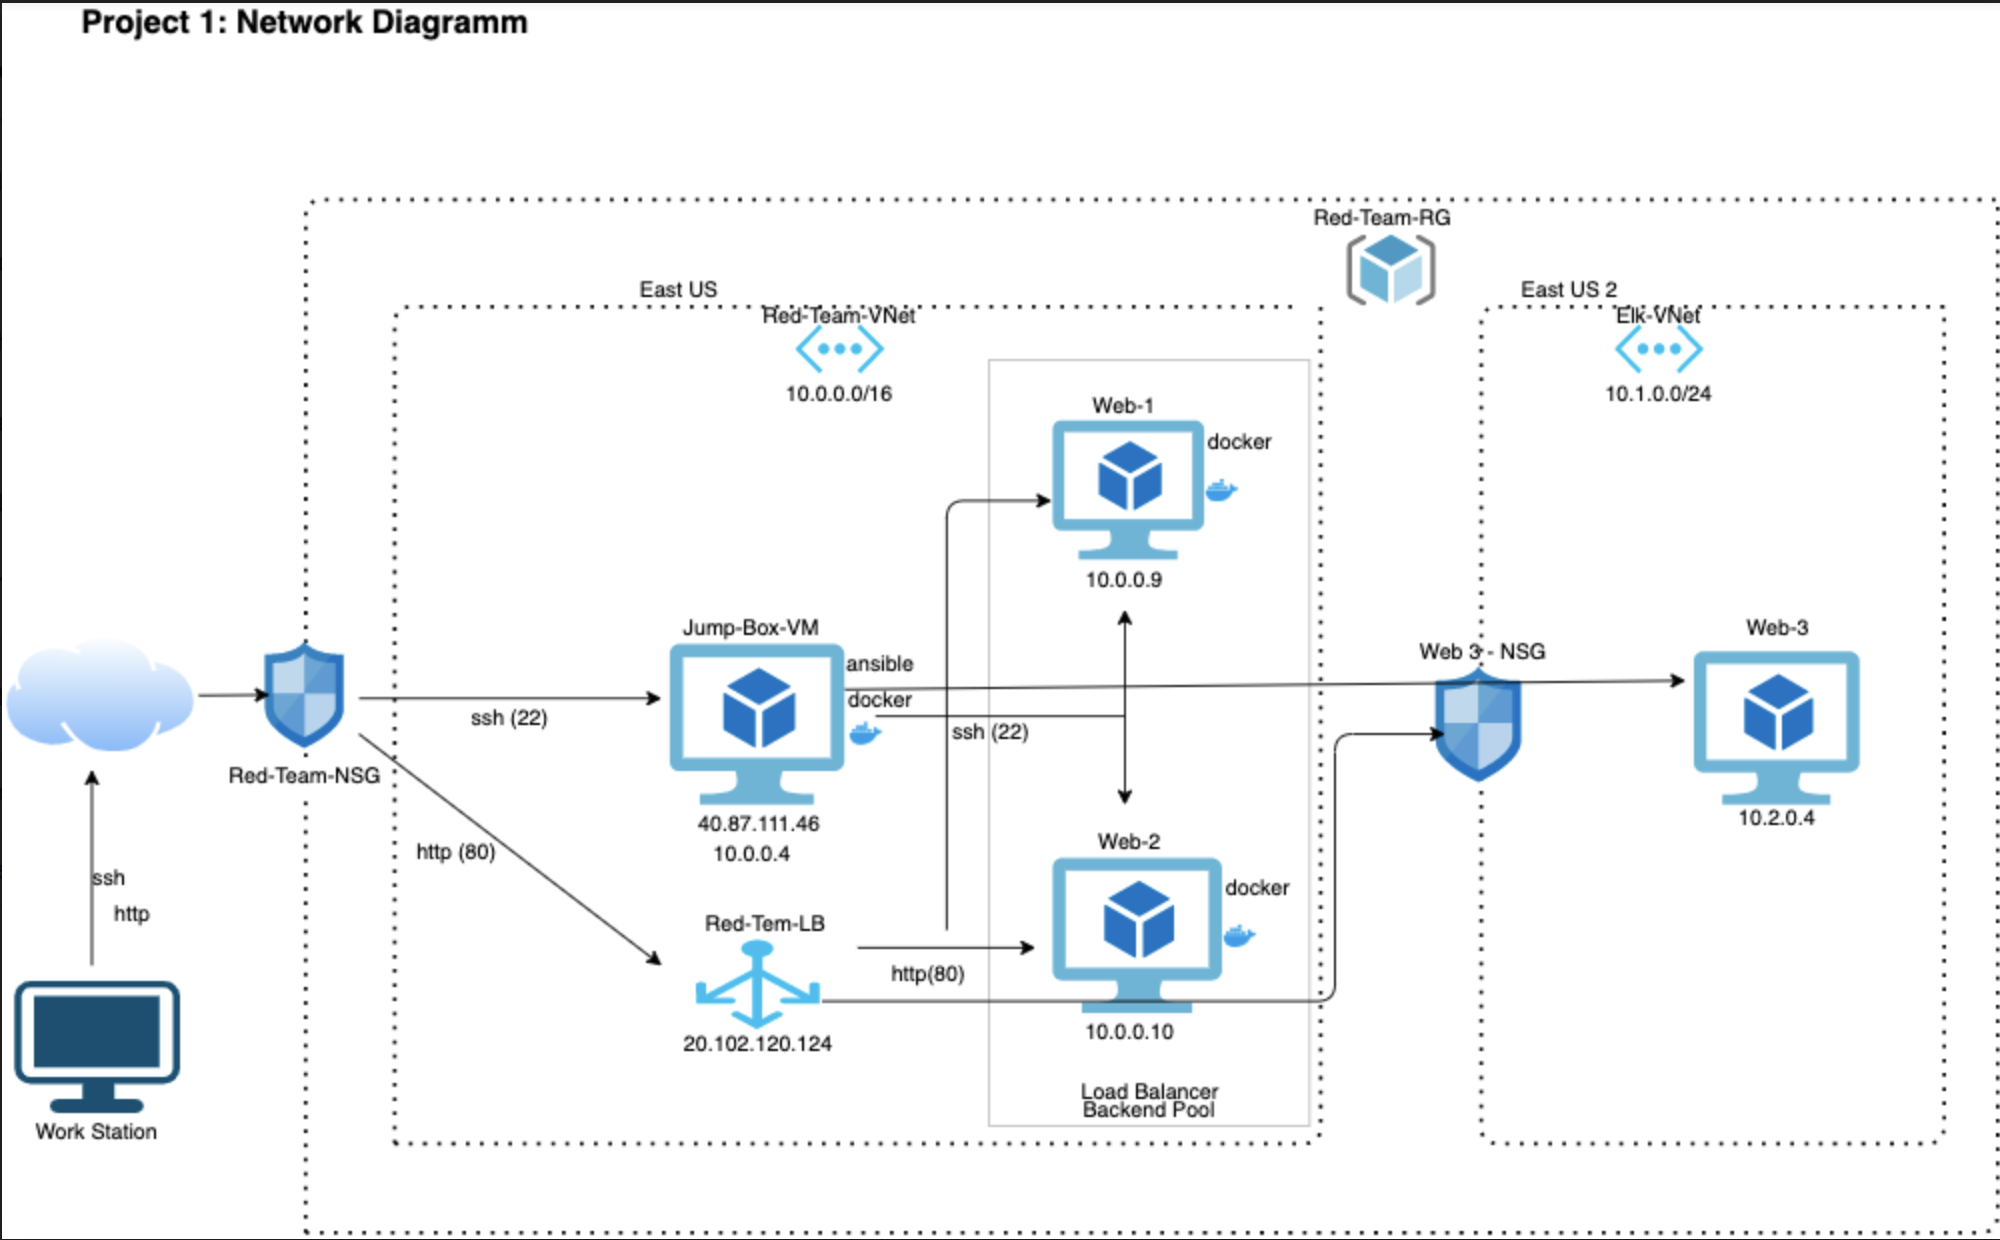 Project 1: Network Diagramm
Red-Team-RG
East US
East US 2
Red-Team-VNet
10.0.0.0/16
Elk-VNet
10.1.0.0/24
Web-1
docker
10.0.0.9
Jump-Box-VM
ansible
docker
40.87.111.46
10.0.0.4
ssh (22)
ssh (22)
Web 3 - NSG
Web-3
10.2.0.4
Red-Team-NSG
http (80)
Web-2
docker
10.0.0.10
ssh
http
Red-Tem-LB
http(80)
20.102.120.124
Load Balancer
Backend Pool
Work Station